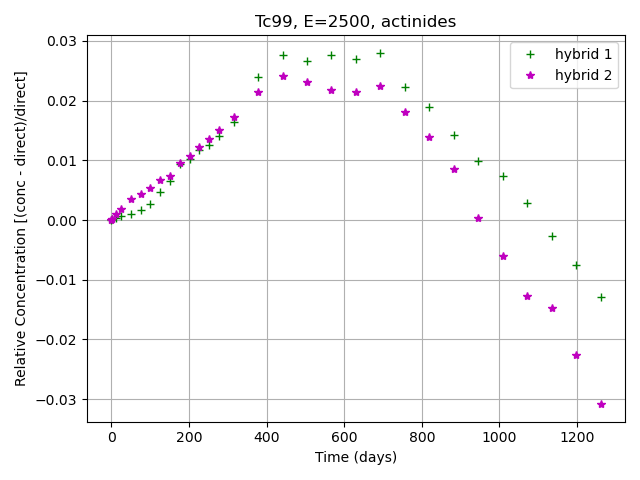 Tc99, E=2500, actinides
hybrid 1
hybrid 2
Relative Concentration [(conc - direct)/direct]
0.03
0.02
0.01
0.00
−0.01
−0.02
−0.03
0 200 400 600 800 1000 1200
Time (days)